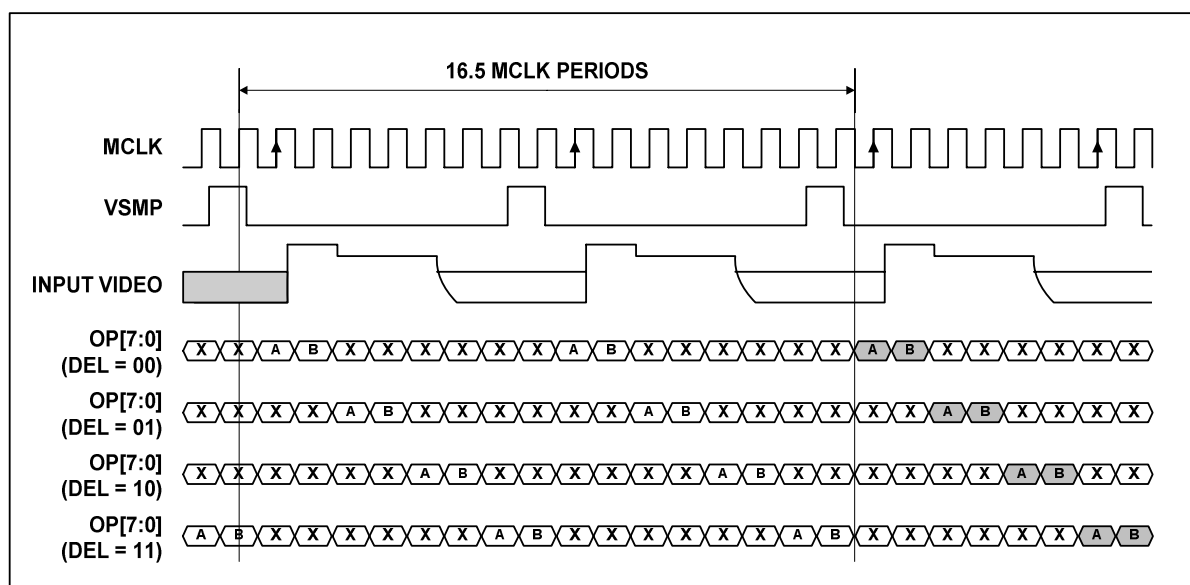 16.5 MCLK PERIODS
MCLK
VSMP
INPUT VIDEO
OP[7:0]
(DEL = 00)
X X A B X X X X X X A B X X X X X X A B X X X X X X
OP[7:0]
(DEL = 01)
X X X X A B X X X X X X A B X X X X X X A B X X X X
OP[7:0]
(DEL = 10)
X X X X X X A B X X X X X X A B X X X X X X A B X X
OP[7:0]
(DEL = 11)
A B X X X X X X A B X X X X X X A B X X X X X X A B